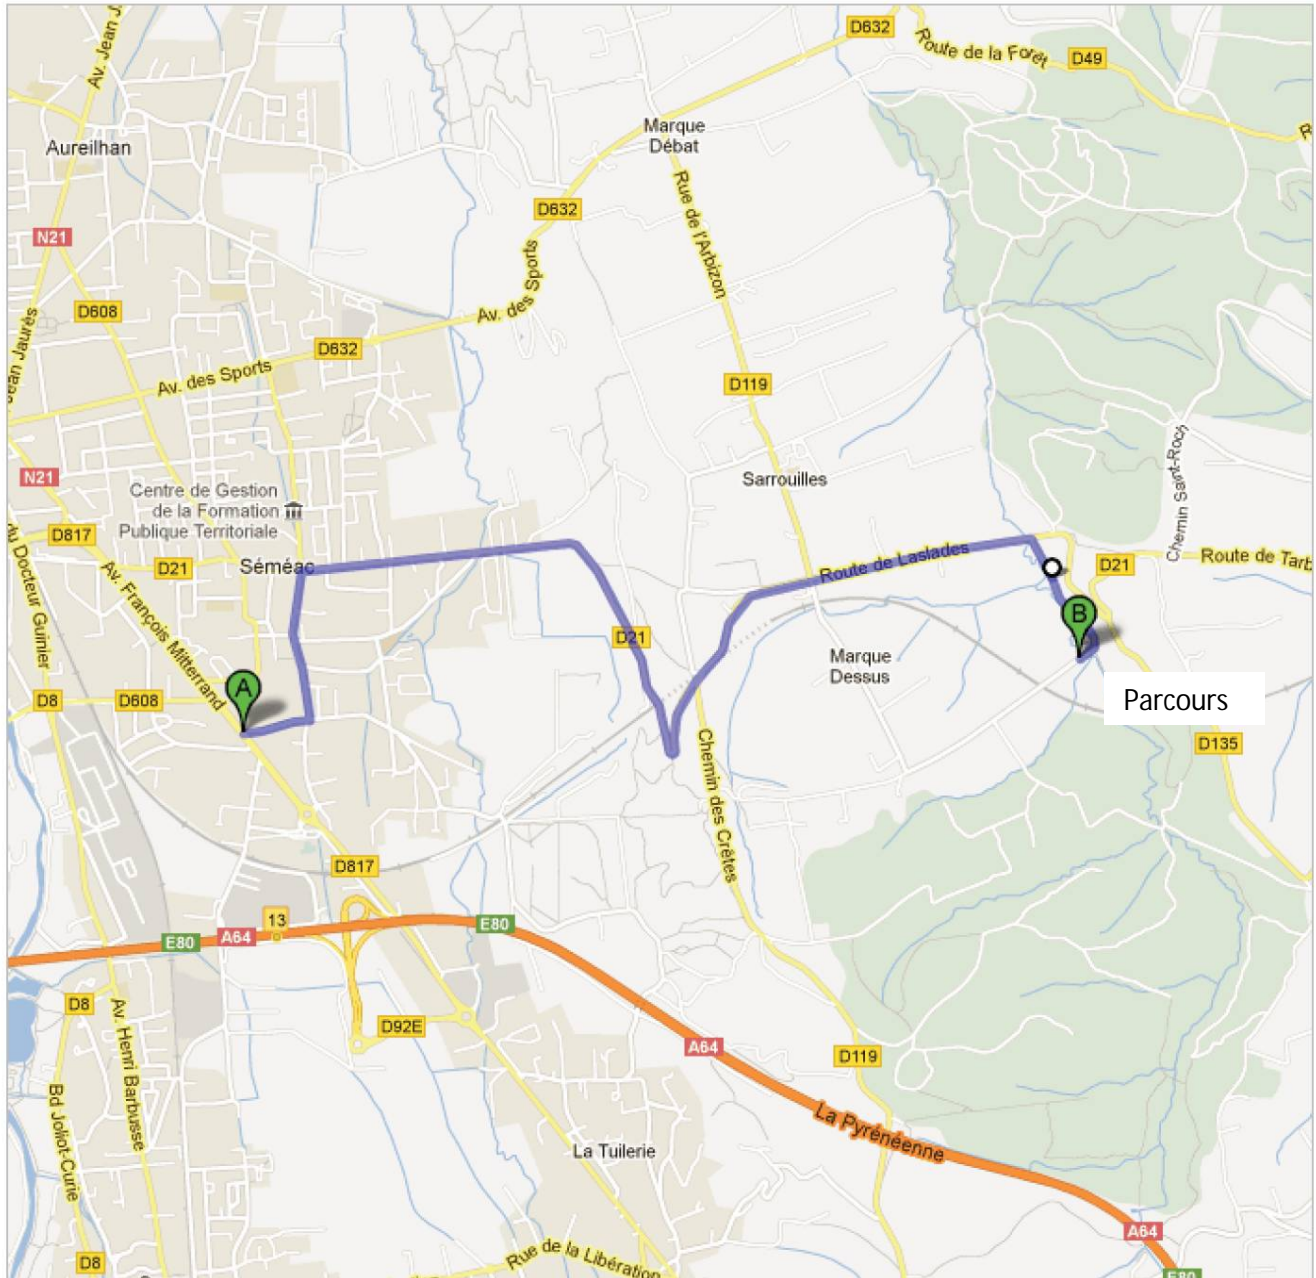 D632
Route de la Forêt
D49
Av. Jean J
Aureilhan
Marque
Débat
D632
N21
Rue de l'Arbizon
Av. des Sports
D608
D632
Jean Jaurès
Av. des Sports
D119
N21
Sarrouilles
Centre de Gestion
de la Formation
Publique Territoriale
Chemin Saint-Roch
D817
D21
Séméac
Route de Laslades
D21
Route de Tarb
du Docteur Guinier
Av. François Mitterrand
B
D21
Marque
Dessus
A
D8
D608
Parcours
D135
Chemin des Crêtes
D817
13
E80
A64
E80
D8
D92E
A64
D119
Av. Henri Barbusse
Bd Joliot-Curie
La Pyrénéenne
La Tuilerie
A64
D8
Rue de la Libération
E80